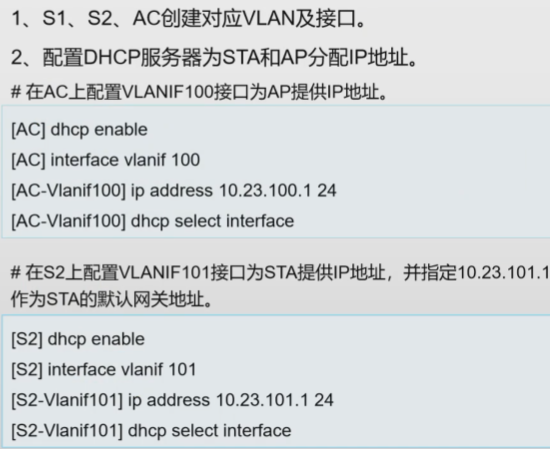 1、S1、S2、AC创建对应VLAN及接口。
2、配置DHCP服务器为STA和AP分配IP地址。
# 在AC上配置VLANIF100接口为AP提供IP地址。
[AC] dhcp enable
[AC] interface vlanif 100
[AC-Vlanif100] ip address 10.23.100.1 24
[AC-Vlanif100] dhcp select interface
# 在S2上配置VLANIF101接口为STA提供IP地址，并指定10.23.101.1
作为STA的默认网关地址。
[S2] dhcp enable
[S2] interface vlanif 101
[S2-Vlanif101] ip address 10.23.101.1 24
[S2-Vlanif101] dhcp select interface